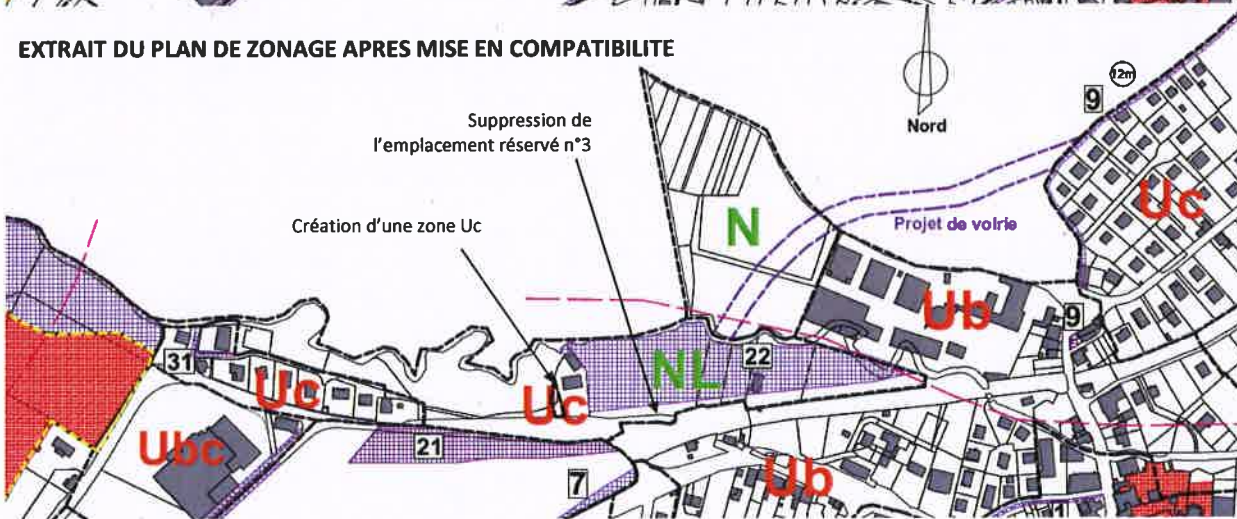 EXTRAIT DU PLAN DE ZONAGE APRES MISE EN COMPATIBILITE
12m
9
Suppression de
l'emplacement réservé n°3
Nord
Uc
N
Projet de voirie
Création d'une zone Uc
Ub
9
31
22
NL
Uc
Uc
Ubc
21
7
Ub
1